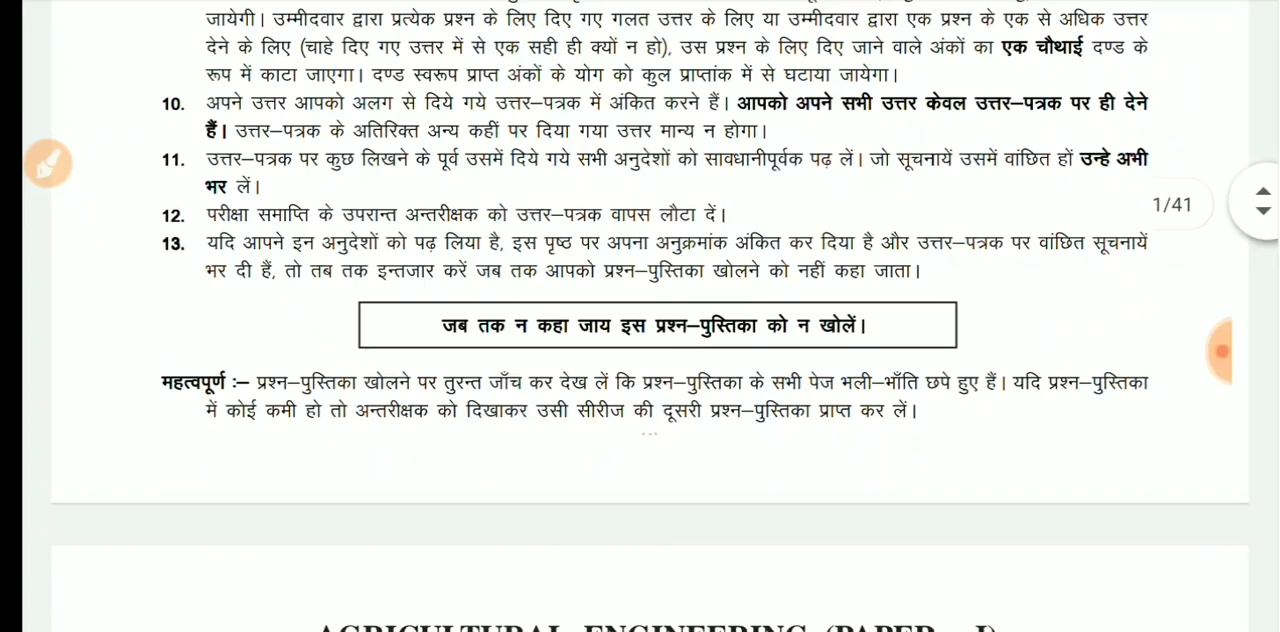 जायेगी। उम्मीदवार द्वारा प्रत्येक प्रश्न के लिए दिए गए गलत उत्तर के लिए या उम्मीदवार द्वारा एक प्रश्न के एक से अधिक उत्तर
देने के लिए (चाहे दिए गए उत्तर में से एक सही ही क्यों न हो), उस प्रश्न के लिए दिए जाने वाले अंकों का एक चौथाई दण्ड के
रूप में काटा जाएगा। दण्ड स्वरूप प्राप्त अंकों के योग को कुल प्राप्तांक में से घटाया जायेगा।
10. अपने उत्तर आपको अलग से दिये गये उत्तर–पत्रक में अंकित करने हैं। आपको अपने सभी उत्तर केवल उत्तर–पत्रक पर ही देने
हैं। उत्तर–पत्रक के अतिरिक्त अन्य कहीं पर दिया गया उत्तर मान्य न होगा।
11. उत्तर–पत्रक पर कुछ लिखने के पूर्व उसमें दिये गये सभी अनुदेशों को सावधानीपूर्वक पढ़ लें। जो सूचनायें उसमें वांछित हों उन्हे अभी
भर लें।
1/41
12. परीक्षा समाप्ति के उपरान्त अन्तरीक्षक को उत्तर–पत्रक वापस लौटा दें।
13. यदि आपने इन अनुदेशों को पढ़ लिया है, इस पृष्ठ पर अपना अनुक्रमांक अंकित कर दिया है और उत्तर–पत्रक पर वांछित सूचनायें
भर दी हैं, तो तब तक इन्तजार करें जब तक आपको प्रश्न–पुस्तिका खोलने को नहीं कहा जाता।
जब तक न कहा जाय इस प्रश्न–पुस्तिका को न खोलें।
महत्वपूर्ण :– प्रश्न–पुस्तिका खोलने पर तुरन्त जाँच कर देख लें कि प्रश्न–पुस्तिका के सभी पेज भली–भाँति छपे हुए हैं। यदि प्रश्न–पुस्तिका
में कोई कमी हो तो अन्तरीक्षक को दिखाकर उसी सीरीज की दूसरी प्रश्न–पुस्तिका प्राप्त कर लें।
AGRICULTURAL ENGINEERING (PAPER – I)